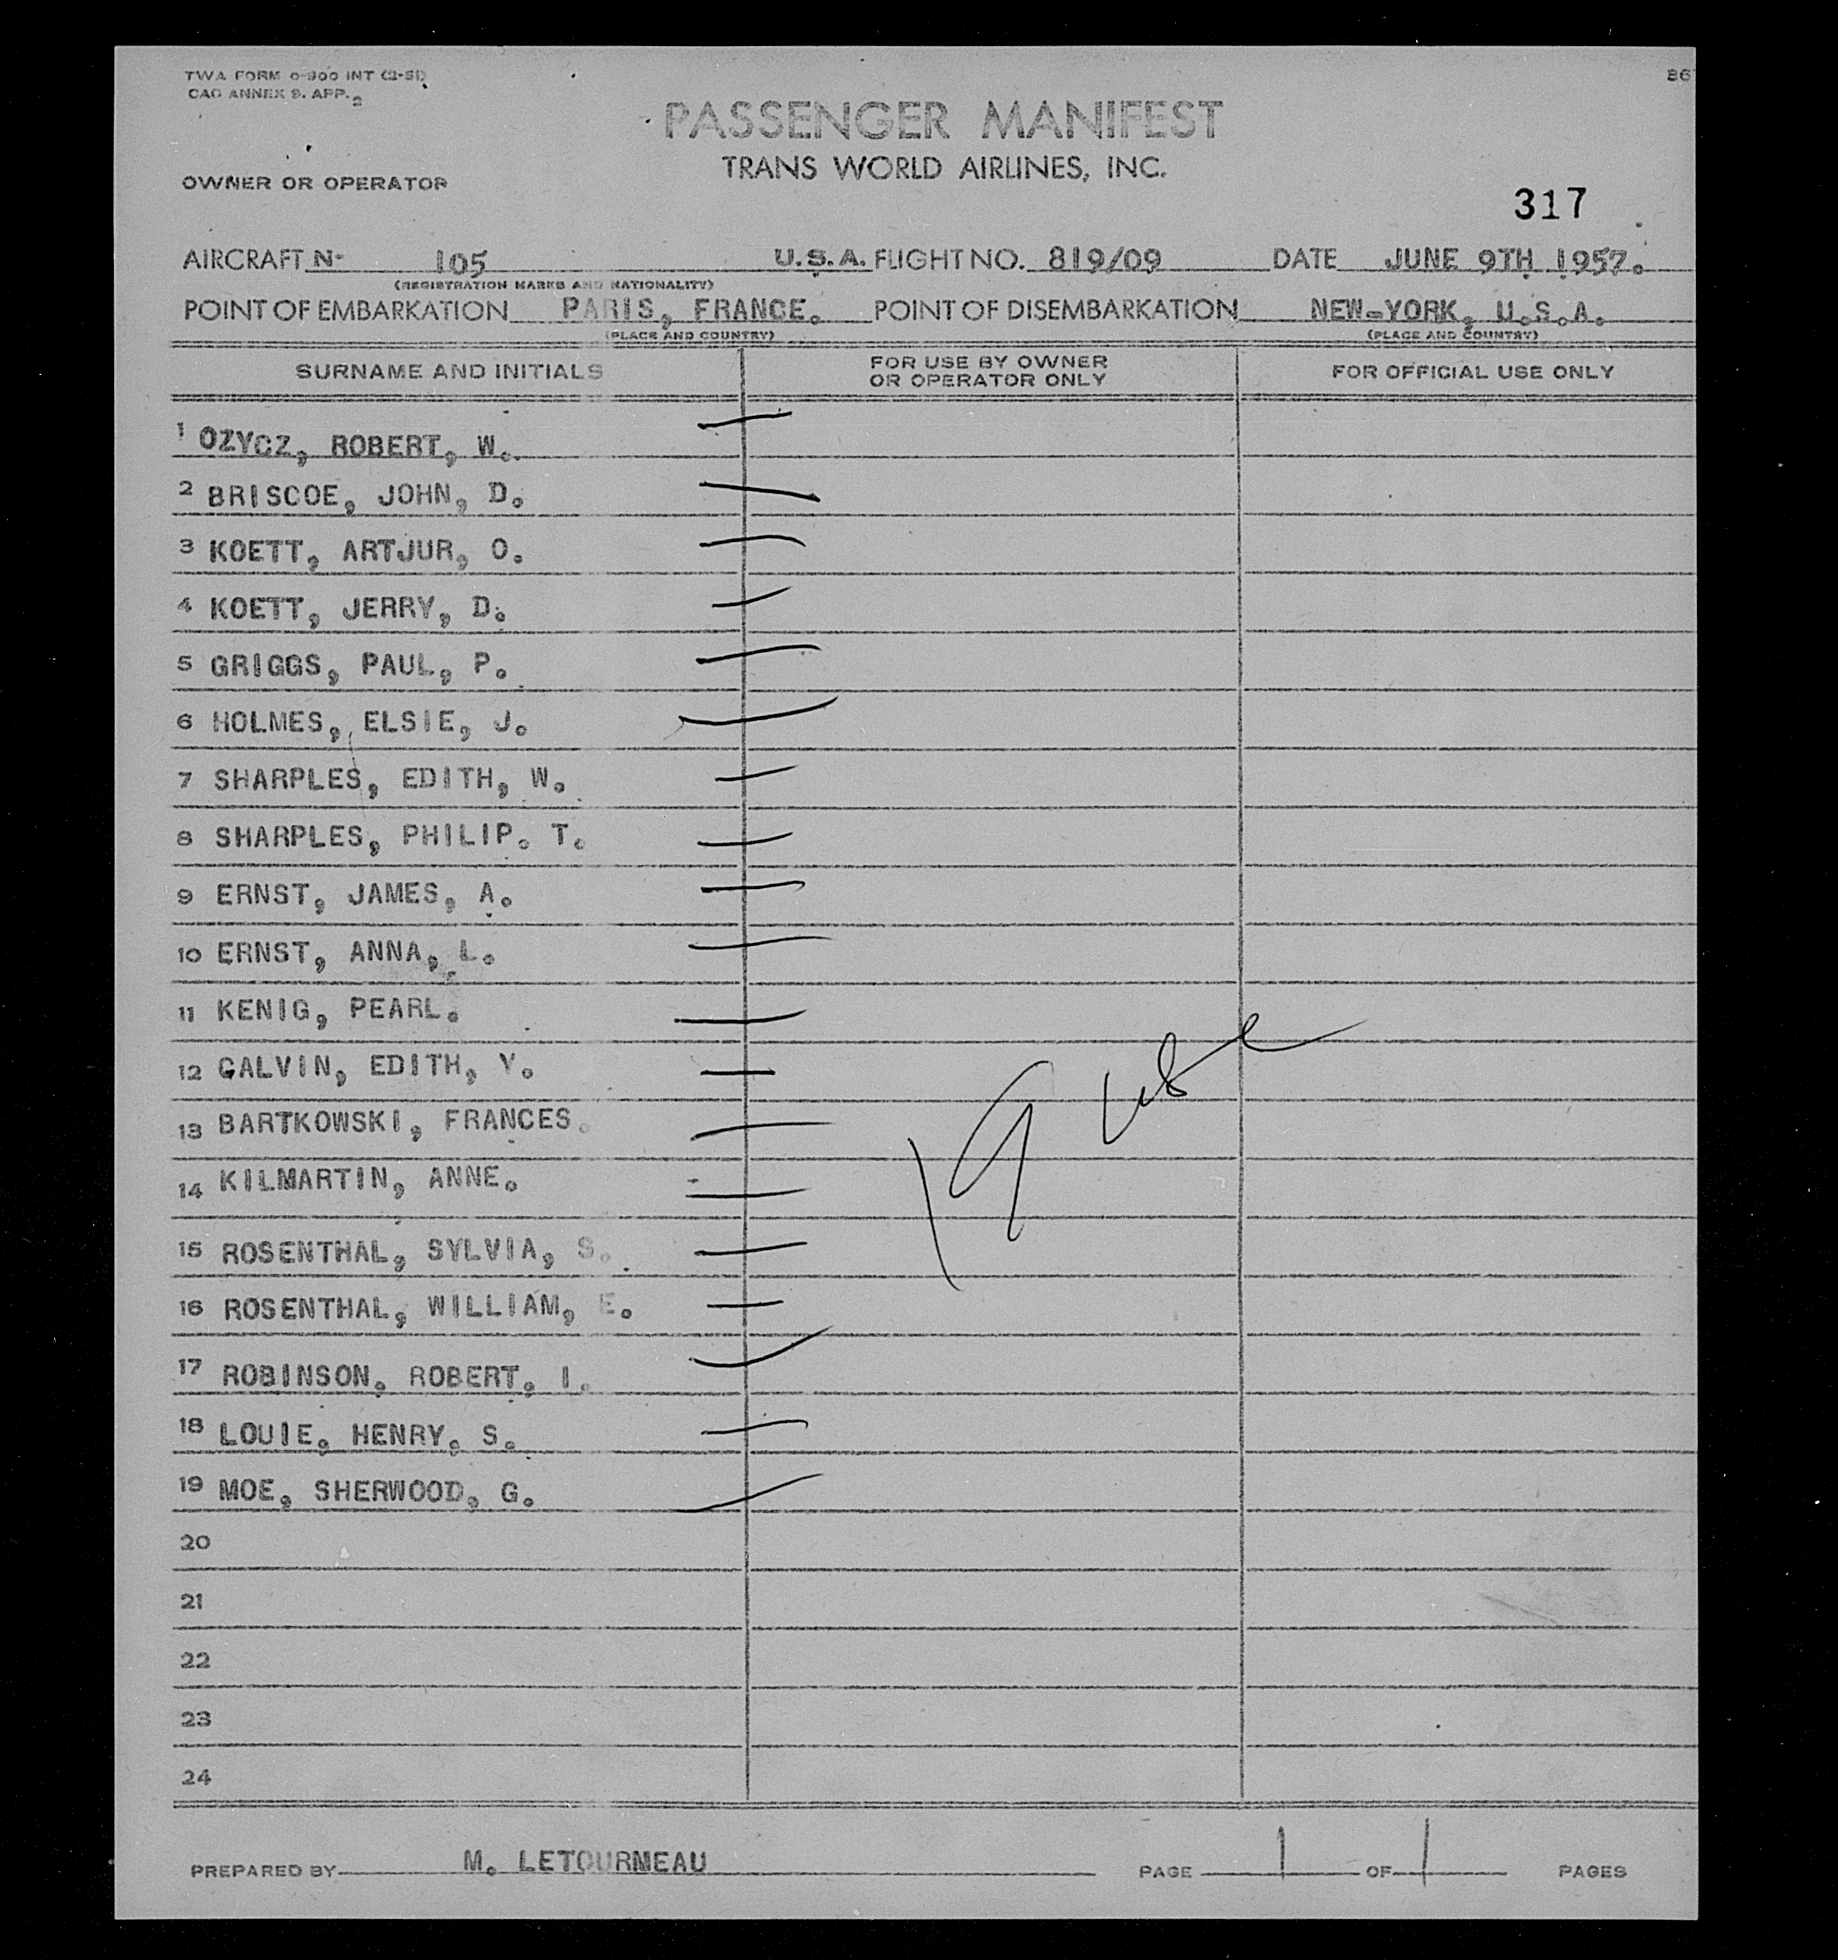 TWA FORM 0-900 INT (2-51)
CAO ANNEX 9. APP. 2
86
PASSENGER MANIFEST
TRANS WORLD AIRLINES, INC.
OWNER OR OPERATOR
317
AIRCRAFT N- 105 U.S.A. FLIGHT NO. 819/09 DATE JUNE 9TH 1957.
(REGISTRATION MARKS AND NATIONALITY)
POINT OF EMBARKATION PARIS, FRANCE. POINT OF DISEMBARKATION NEW-YORK, U.S.A.
(PLACE AND COUNTRY) (PLACE AND COUNTRY)
SURNAME AND INITIALS FOR USE BY OWNER OR OPERATOR ONLY FOR OFFICIAL USE ONLY
1 OZYCZ, ROBERT, W.
2 BRISCOE, JOHN, D.
3 KOETT, ARTJUR, O.
4 KOETT, JERRY, D.
5 GRIGGS, PAUL, P.
6 HOLMES, ELSIE, J.
7 SHARPLES, EDITH, W.
8 SHARPLES, PHILIP. T.
9 ERNST, JAMES, A.
10 ERNST, ANNA, L.
11 KENIG, PEARL.
12 GALVIN, EDITH, Y.
13 BARTKOWSKI, FRANCES.
14 KILMARTIN, ANNE.
15 ROSENTHAL, SYLVIA, S.
16 ROSENTHAL, WILLIAM, E.
17 ROBINSON, ROBERT, I.
18 LOUIE, HENRY, S.
19 MOE, SHERWOOD, G.
19 usc
20
21
22
23
24
PREPARED BY M. LETOURMEAU PAGE 1 OF 1 PAGES